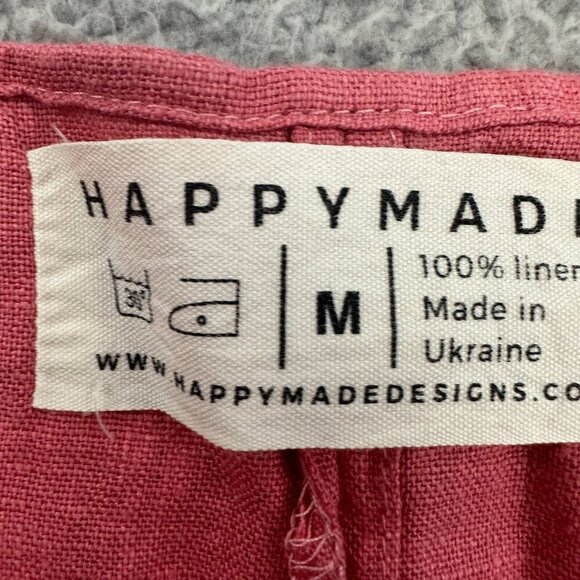 HAPPYMADE
30°
M
100% linen
Made in
Ukraine
WWW.HAPPYMADEDESIGNS.CO